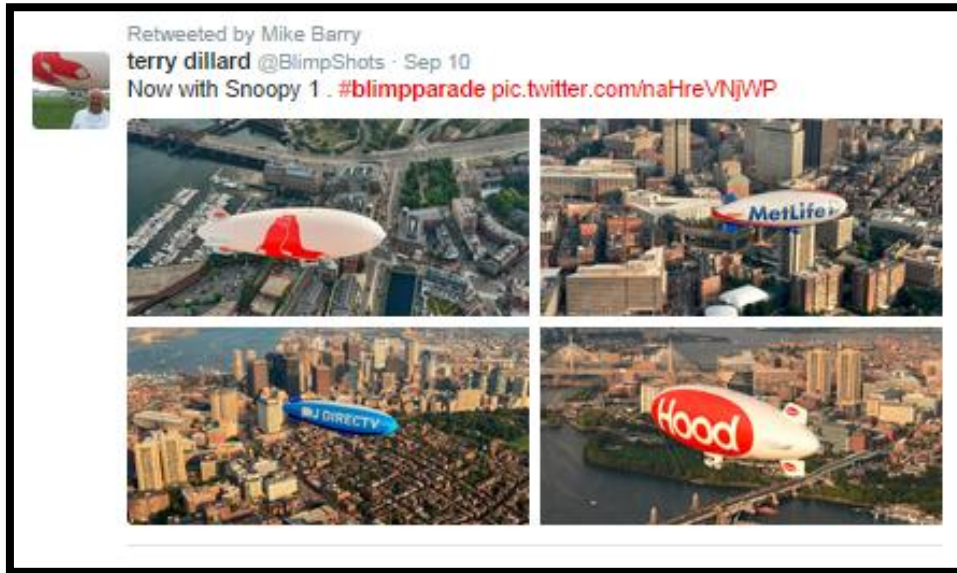 Retweeted by Mike Barry
terry dillard @BlimpShots · Sep 10
Now with Snoopy 1 . #blimpparade pic.twitter.com/naHreVNjWP
MetLife
DIRECTV
Hood